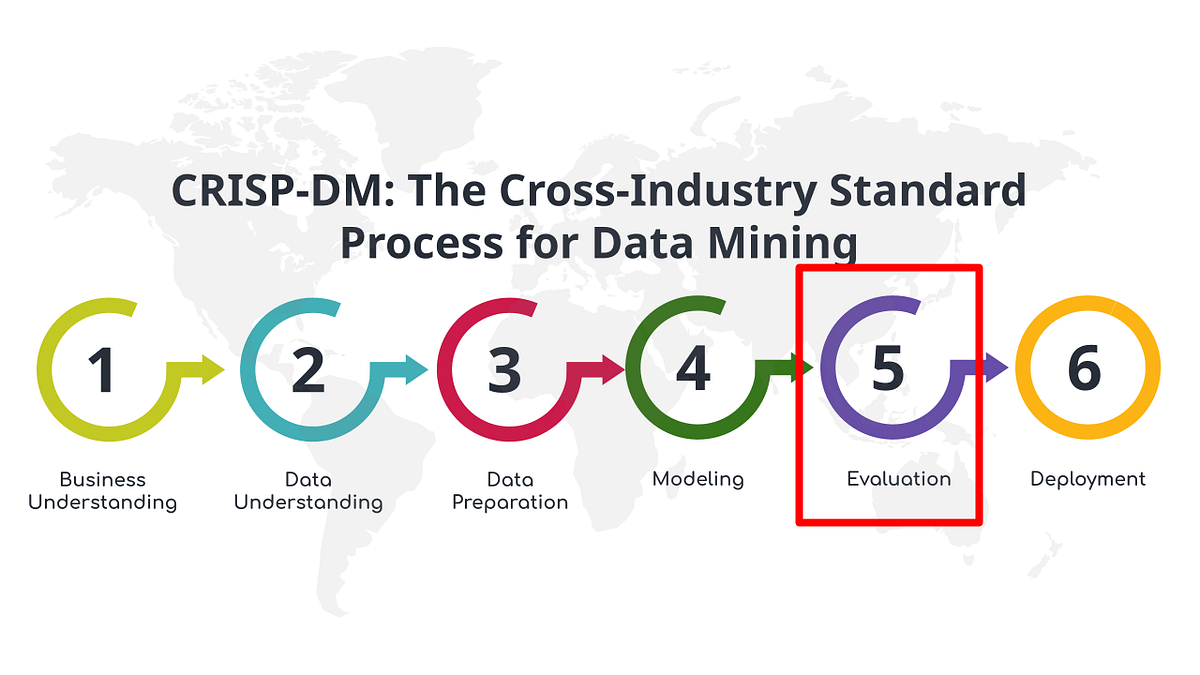 CRISP-DM: The Cross-Industry Standard
Process for Data Mining
1
2
3
4
5
6
Business
Understanding
Data
Understanding
Data
Preparation
Modeling
Evaluation
Deployment